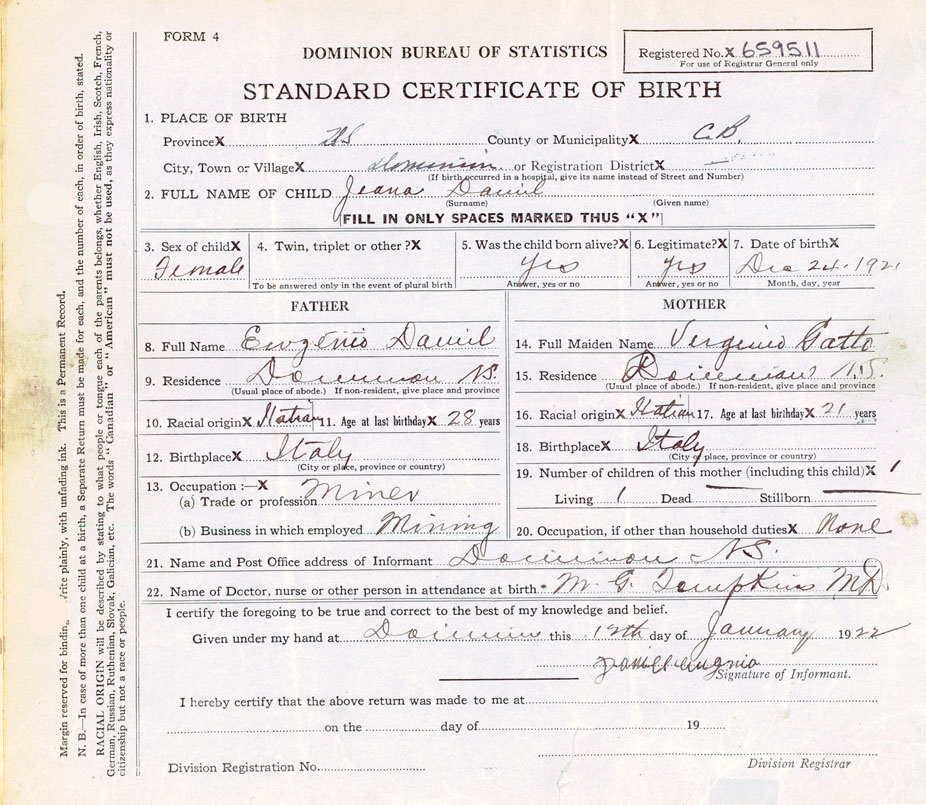 FORM 4
DOMINION BUREAU OF STATISTICS
Registered No. X 659511
For use of Registrar General only
STANDARD CERTIFICATE OF BIRTH
1. PLACE OF BIRTH
Province X NS County or Municipality X C.B.
City, Town or Village X Dominion or Registration District X
(If birth occurred in a hospital, give its name instead of Street and Number)
2. FULL NAME OF CHILD Jeana Daniel
(Surname) (Given name)
[FILL IN ONLY SPACES MARKED THUS "X"]
3. Sex of child X 4. Twin, triplet or other? X 5. Was the child born alive? X 6. Legitimate? X 7. Date of birth X
Female Yes Yes Dec 24. 1921
To be answered only in the event of plural birth Answer, yes or no Answer, yes or no Month, day, year
FATHER
8. Full Name Eugenio Daniel
9. Residence Dominion NS.
(Usual place of abode.) If non-resident, give place and province
10. Racial origin X Italian 11. Age at last birthday X 28 years
12. Birthplace X Italy
(City or place, province or country)
13. Occupation :—X
(a) Trade or profession Miner
(b) Business in which employed Mining
MOTHER
14. Full Maiden Name Verginio Gatto
15. Residence Dominion N.S.
(Usual place of abode.) If non-resident, give place and province
16. Racial origin X Italian 17. Age at last birthday X 21 years
18. Birthplace X Italy
(City or place, province or country)
19. Number of children of this mother (including this child) X 1
Living 1 Dead — Stillborn —
20. Occupation, if other than household duties X None
21. Name and Post Office address of Informant Dominion NS.
22. Name of Doctor, nurse or other person in attendance at birth M. G. Tompkins MD
I certify the foregoing to be true and correct to the best of my knowledge and belief.
Given under my hand at Dominion this 12th day of January 1922
Signature of Informant.
I hereby certify that the above return was made to me at
on the day of 19
Division Registration No. Division Registrar
Margin reserved for binding. Write plainly, with unfading ink. This is a Permanent Record.
N. B.—In case of more than one child at a birth, a Separate Return must be made for each, and the number of each, in order of birth, stated.
RACIAL ORIGIN will be described by stating to what people or tongue each of the parents belongs, whether English, Irish, Scotch, French,
German, Russian, Ruthenian, Slovak, Galician, etc. The words "Canadian" or "American" must not be used, as they express nationality or
citizenship but not a race or people.